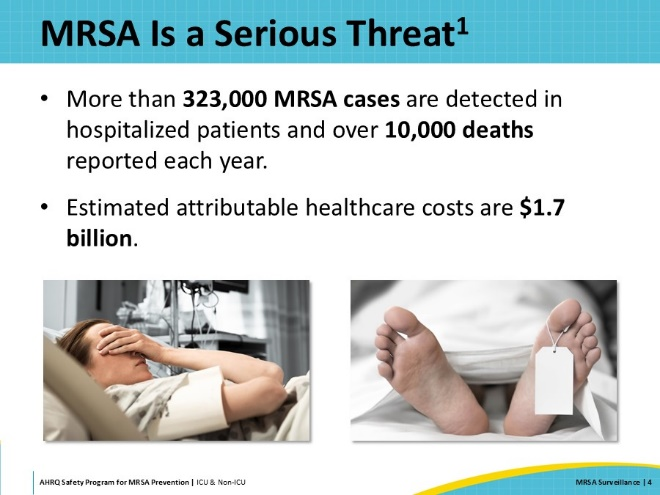 MRSA Is a Serious Threat¹
• More than 323,000 MRSA cases are detected in
hospitalized patients and over 10,000 deaths
reported each year.
• Estimated attributable healthcare costs are $1.7
billion.
AHRQ Safety Program for MRSA Prevention | ICU & Non-ICU
MRSA Surveillance | 4